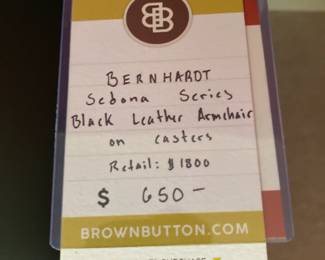 BB
BERNHARDT
Sedona Series
Black Leather Armchair
on casters
Retail: $1800
$ 650-
BROWNBUTTON.COM